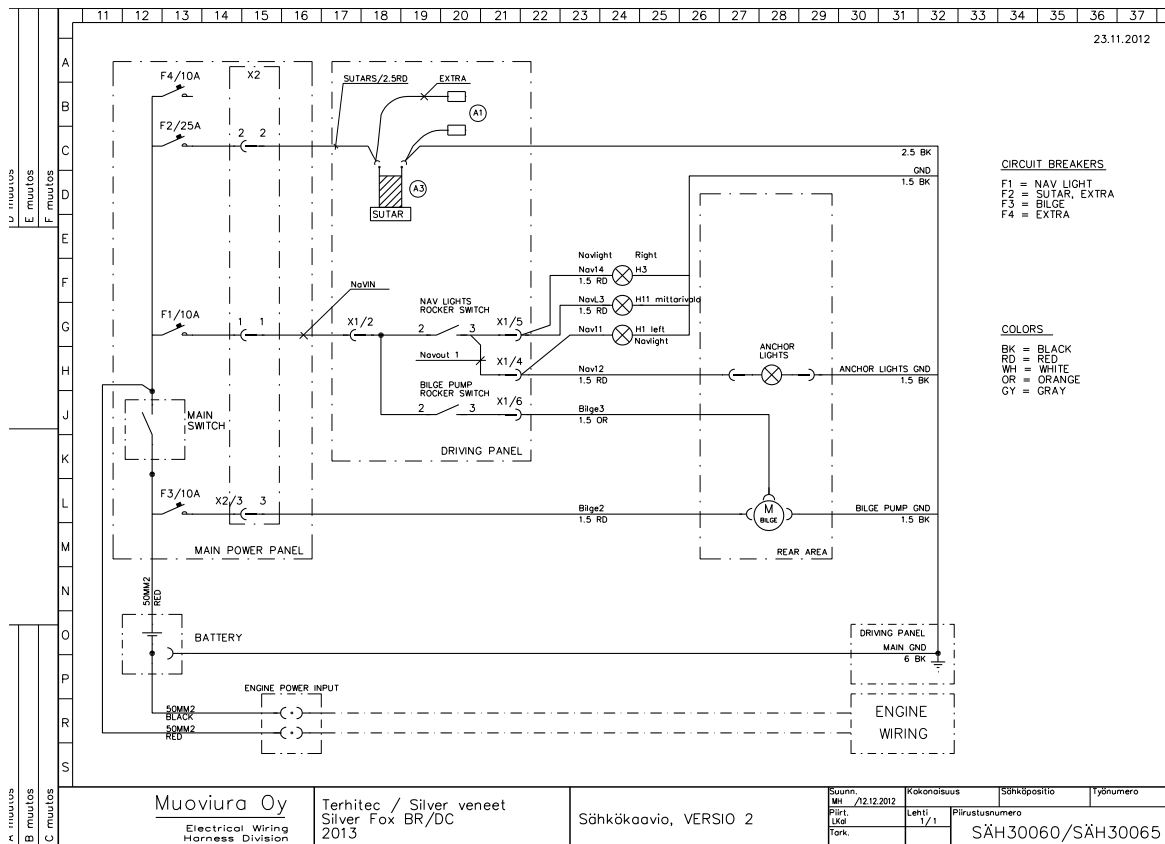 11 12 13 14 15 16 17 18 19 20 21 22 23 24 25 26 27 28 29 30 31 32 33 34 35 36 37
23.11.2012
A
B
C
D
E
F
G
H
J
K
L
M
N
O
P
R
S
E muutos
F muutos
B muutos
C muutos
F4/10A
X2
SUTARS/2.5RD
EXTRA
A1
F2/25A
2 2
2.5 BK
GND
1.5 BK
A3
SUTAR
CIRCUIT BREAKERS
F1 = NAV LIGHT
F2 = SUTAR, EXTRA
F3 = BILGE
F4 = EXTRA
Navlight Right
Nav14 H3
1.5 RD
NaVIN
NavL3 H11 mittarivalo
1.5 RD
NAV LIGHTS
ROCKER SWITCH
F1/10A
1 1
X1/2
2 3
X1/5
Nav11 H1 left
Navlight
COLORS
BK = BLACK
RD = RED
WH = WHITE
OR = ORANGE
GY = GRAY
Navout 1
X1/4
Nav12
1.5 RD
ANCHOR
LIGHTS
ANCHOR LIGHTS GND
1.5 BK
BILGE PUMP
ROCKER SWITCH
2 3
X1/6
Bilge3
1.5 OR
MAIN
SWITCH
DRIVING PANEL
F3/10A
X2/3 3
Bilge2
1.5 RD
M
BILGE
BILGE PUMP GND
1.5 BK
MAIN POWER PANEL
REAR AREA
50MM2
RED
BATTERY
DRIVING PANEL
MAIN GND
6 BK
ENGINE POWER INPUT
50MM2
BLACK
50MM2
RED
ENGINE
WIRING
Muoviura Oy
Electrical Wiring
Harness Division
Terhitec / Silver veneet
Silver Fox BR/DC
2013
Sähkökaavio, VERSIO 2
Suunn.
MH /12.12.2012
Kokonaisuus
Sähköpositio
Työnumero
Piirt.
LKal
Lehti
1/1
Piirustusnumero
SÄH30060/SÄH30065
Tark.